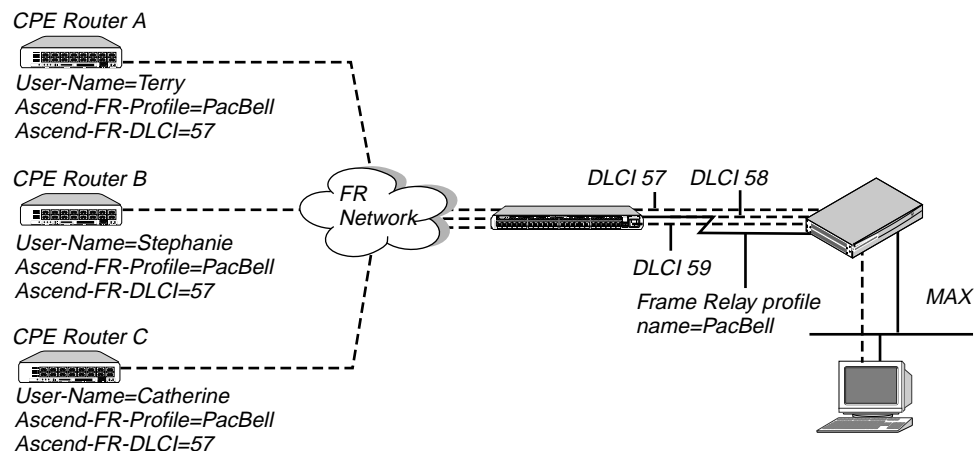 CPE Router A
User-Name=Terry
Ascend-FR-Profile=PacBell
Ascend-FR-DLCI=57
CPE Router B
User-Name=Stephanie
Ascend-FR-Profile=PacBell
Ascend-FR-DLCI=57
CPE Router C
User-Name=Catherine
Ascend-FR-Profile=PacBell
Ascend-FR-DLCI=57
FR
Network
DLCI 57
DLCI 58
DLCI 59
Frame Relay profile
name=PacBell
MAX